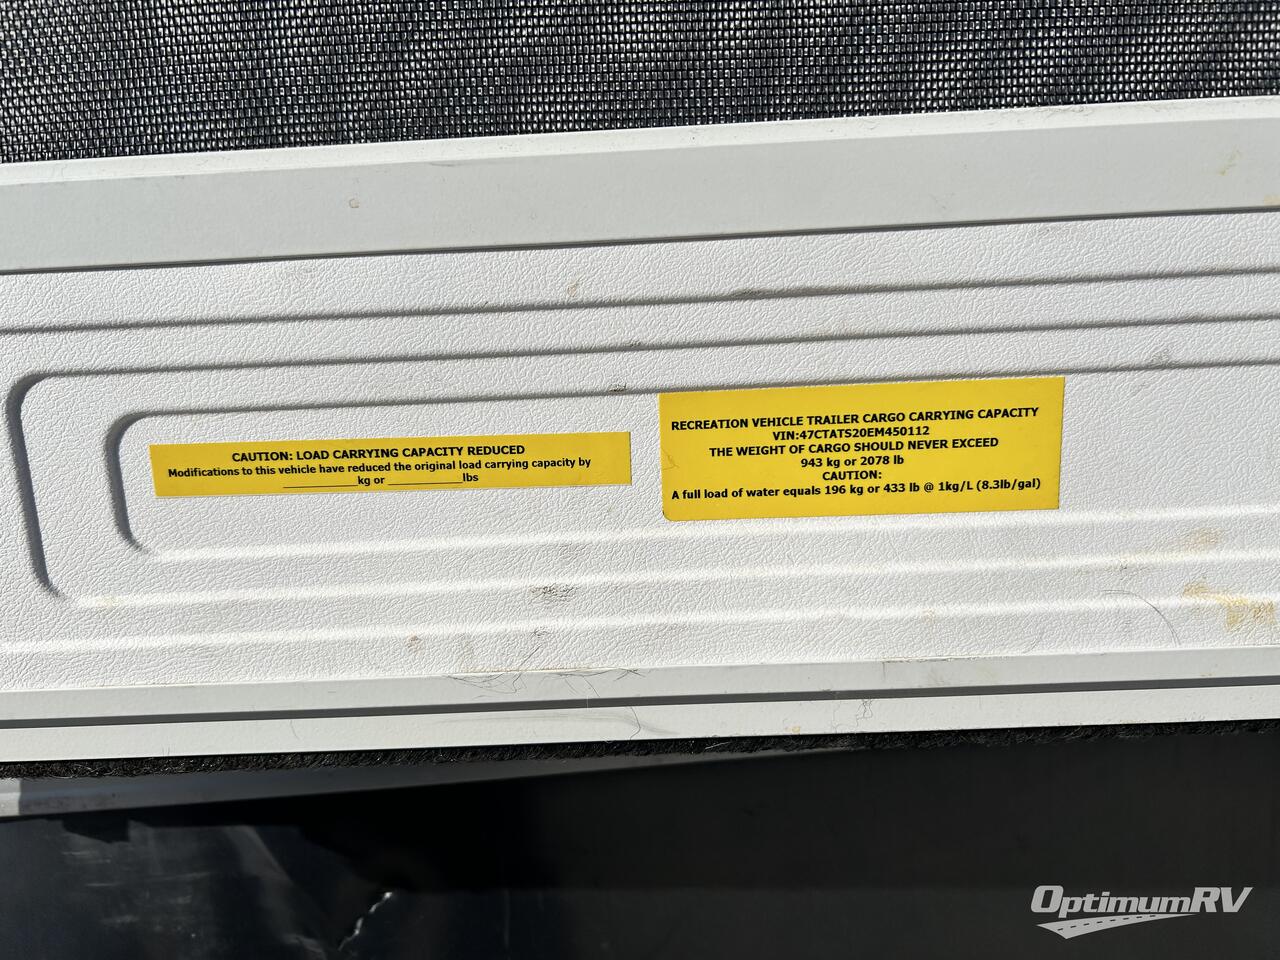 CAUTION: LOAD CARRYING CAPACITY REDUCED
Modifications to this vehicle have reduced the original load carrying capacity by
____________kg or ____________lbs
RECREATION VEHICLE TRAILER CARGO CARRYING CAPACITY
VIN:47CTATS20EM450112
THE WEIGHT OF CARGO SHOULD NEVER EXCEED
943 kg or 2078 lb
CAUTION:
A full load of water equals 196 kg or 433 lb @ 1kg/L (8.3lb/gal)
OptimumRV